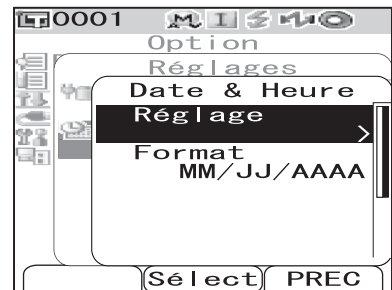 0001 M I
Option
Réglages
Date & Heure
Réglage
>
Format
MM/JJ/AAAA
Sélect PREC